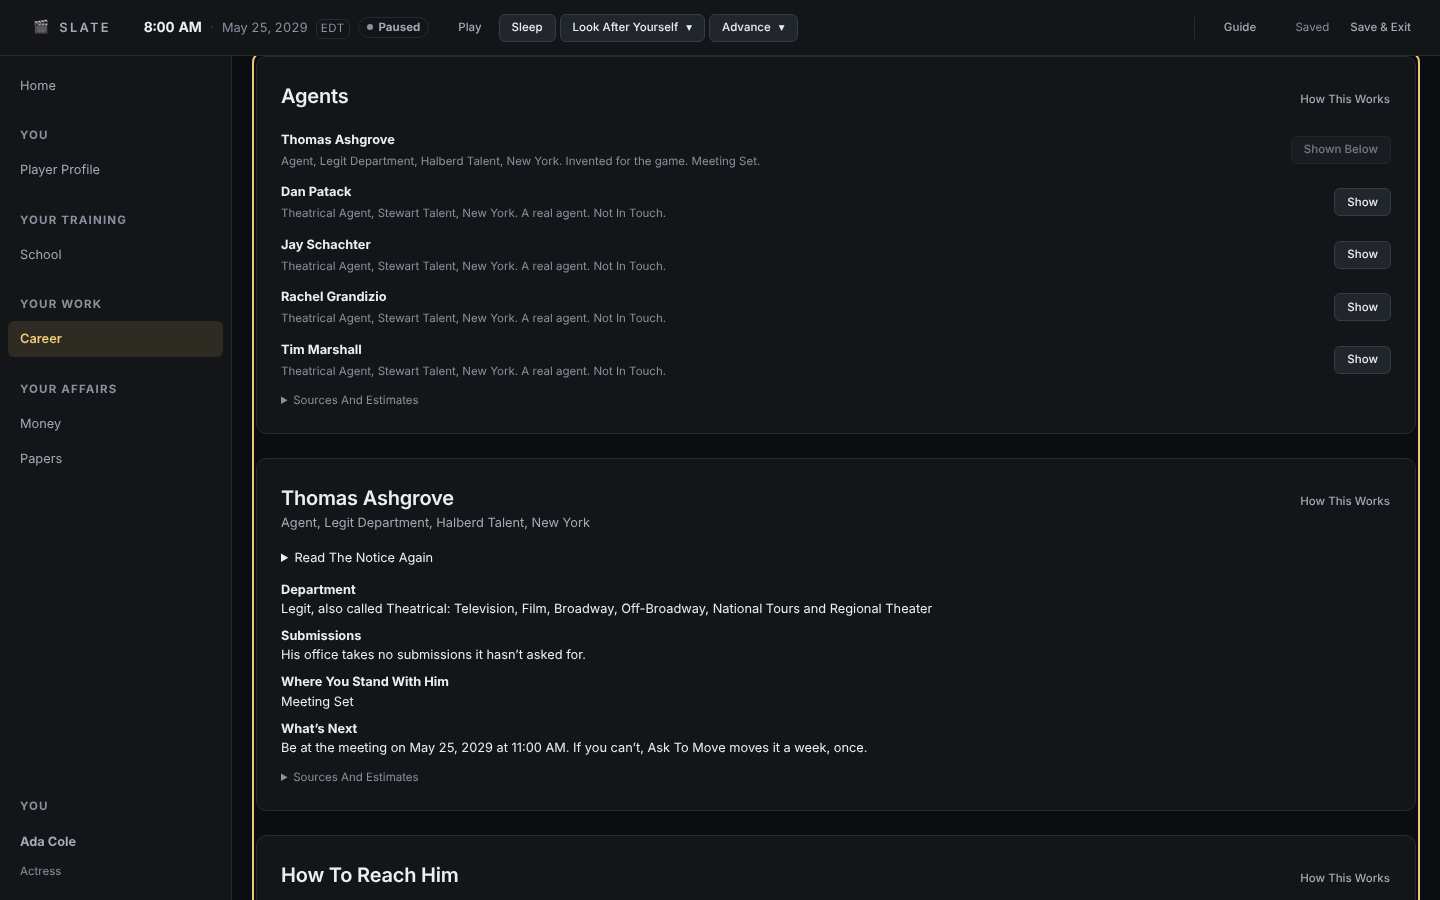 SLATE
8:00 AM · May 25, 2029 EDT Paused Play Sleep Look After Yourself Advance Guide Saved Save & Exit
Home
YOU
Player Profile
YOUR TRAINING
School
YOUR WORK
Career
YOUR AFFAIRS
Money
Papers
YOU
Ada Cole
Actress
Agents
How This Works
Thomas Ashgrove
Agent, Legit Department, Halberd Talent, New York. Invented for the game. Meeting Set.
Shown Below
Dan Patack
Theatrical Agent, Stewart Talent, New York. A real agent. Not In Touch.
Show
Jay Schachter
Theatrical Agent, Stewart Talent, New York. A real agent. Not In Touch.
Show
Rachel Grandizio
Theatrical Agent, Stewart Talent, New York. A real agent. Not In Touch.
Show
Tim Marshall
Theatrical Agent, Stewart Talent, New York. A real agent. Not In Touch.
Show
Sources And Estimates
Thomas Ashgrove
How This Works
Agent, Legit Department, Halberd Talent, New York
Read The Notice Again
Department
Legit, also called Theatrical: Television, Film, Broadway, Off-Broadway, National Tours and Regional Theater
Submissions
His office takes no submissions it hasn’t asked for.
Where You Stand With Him
Meeting Set
What’s Next
Be at the meeting on May 25, 2029 at 11:00 AM. If you can’t, Ask To Move moves it a week, once.
Sources And Estimates
How To Reach Him
How This Works